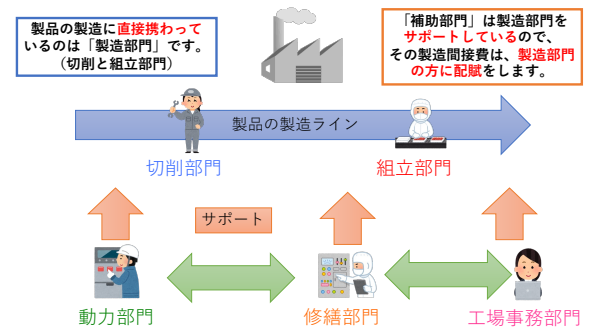 製品の製造に直接携わって
いるのは「製造部門」です。
（切削と組立部門）
「補助部門」は製造部門を
サポートしているので、
その製造間接費は、製造部門
の方に配賦をします。
製品の製造ライン
切削部門
組立部門
サポート
動力部門
修繕部門
工場事務部門